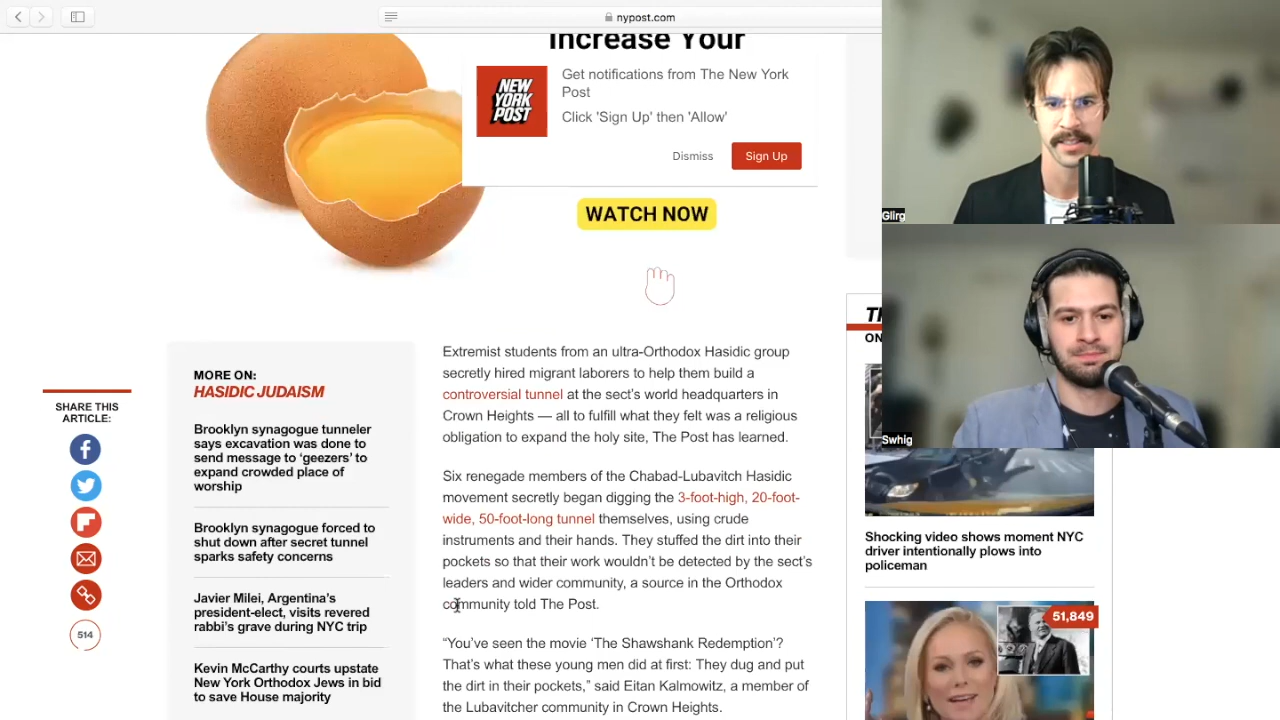 nypost.com
Increase Your
NEW
YORK
POST
Get notifications from The New York
Post
Click 'Sign Up' then 'Allow'
Dismiss
Sign Up
WATCH NOW
Glirg
Swhig
SHARE THIS
ARTICLE:
514
MORE ON:
HASIDIC JUDAISM
Brooklyn synagogue tunneler
says excavation was done to
send message to ‘geezers’ to
expand crowded place of
worship
Brooklyn synagogue forced to
shut down after secret tunnel
sparks safety concerns
Javier Milei, Argentina’s
president-elect, visits revered
rabbi’s grave during NYC trip
Kevin McCarthy courts upstate
New York Orthodox Jews in bid
to save House majority
Extremist students from an ultra-Orthodox Hasidic group
secretly hired migrant laborers to help them build a
controversial tunnel at the sect’s world headquarters in
Crown Heights — all to fulfill what they felt was a religious
obligation to expand the holy site, The Post has learned.
Six renegade members of the Chabad-Lubavitch Hasidic
movement secretly began digging the 3-foot-high, 20-foot-
wide, 50-foot-long tunnel themselves, using crude
instruments and their hands. They stuffed the dirt into their
pockets so that their work wouldn’t be detected by the sect’s
leaders and wider community, a source in the Orthodox
community told The Post.
“You’ve seen the movie ‘The Shawshank Redemption’?
That’s what these young men did at first: They dug and put
the dirt in their pockets,” said Eitan Kalmowitz, a member of
the Lubavitcher community in Crown Heights.
ON
Shocking video shows moment NYC
driver intentionally plows into
policeman
51,849